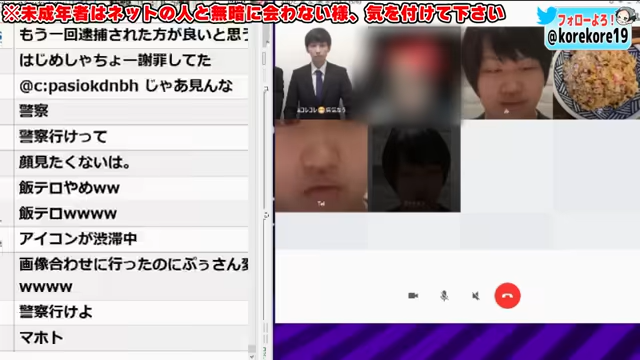 ※未成年者はネットの人と無暗に会わない様、気を付けて下さい
フォローよろ!
@korekore19
もう一回逮捕された方が良いと思う
はじめしゃちょー謝罪してた
@c:pasiokdnbh じゃあ見んな
警察
警察行けって
顔見たくないは。
飯テロやめww
飯テロwwww
アイコンが渋滞中
画像合わせに行ったのにぷぅさん変
wwww
警察行けよ
マホト